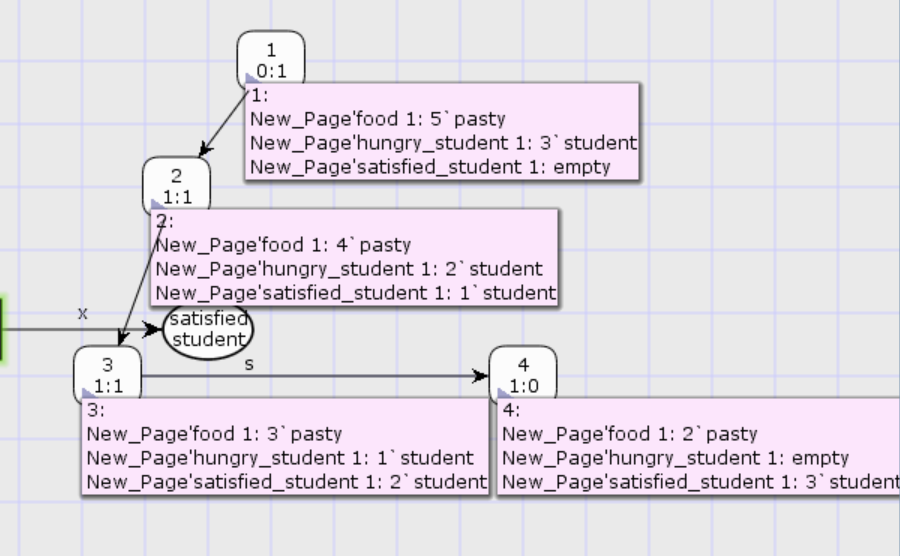 1
0:1
1:
New_Page'food 1: 5`pasty
New_Page'hungry_student 1: 3`student
New_Page'satisfied_student 1: empty
2
1:1
2:
New_Page'food 1: 4`pasty
New_Page'hungry_student 1: 2`student
New_Page'satisfied_student 1: 1`student
x
satisfied
student
s
3
1:1
3:
New_Page'food 1: 3`pasty
New_Page'hungry_student 1: 1`student
New_Page'satisfied_student 1: 2`student
4
1:0
4:
New_Page'food 1: 2`pasty
New_Page'hungry_student 1: empty
New_Page'satisfied_student 1: 3`student